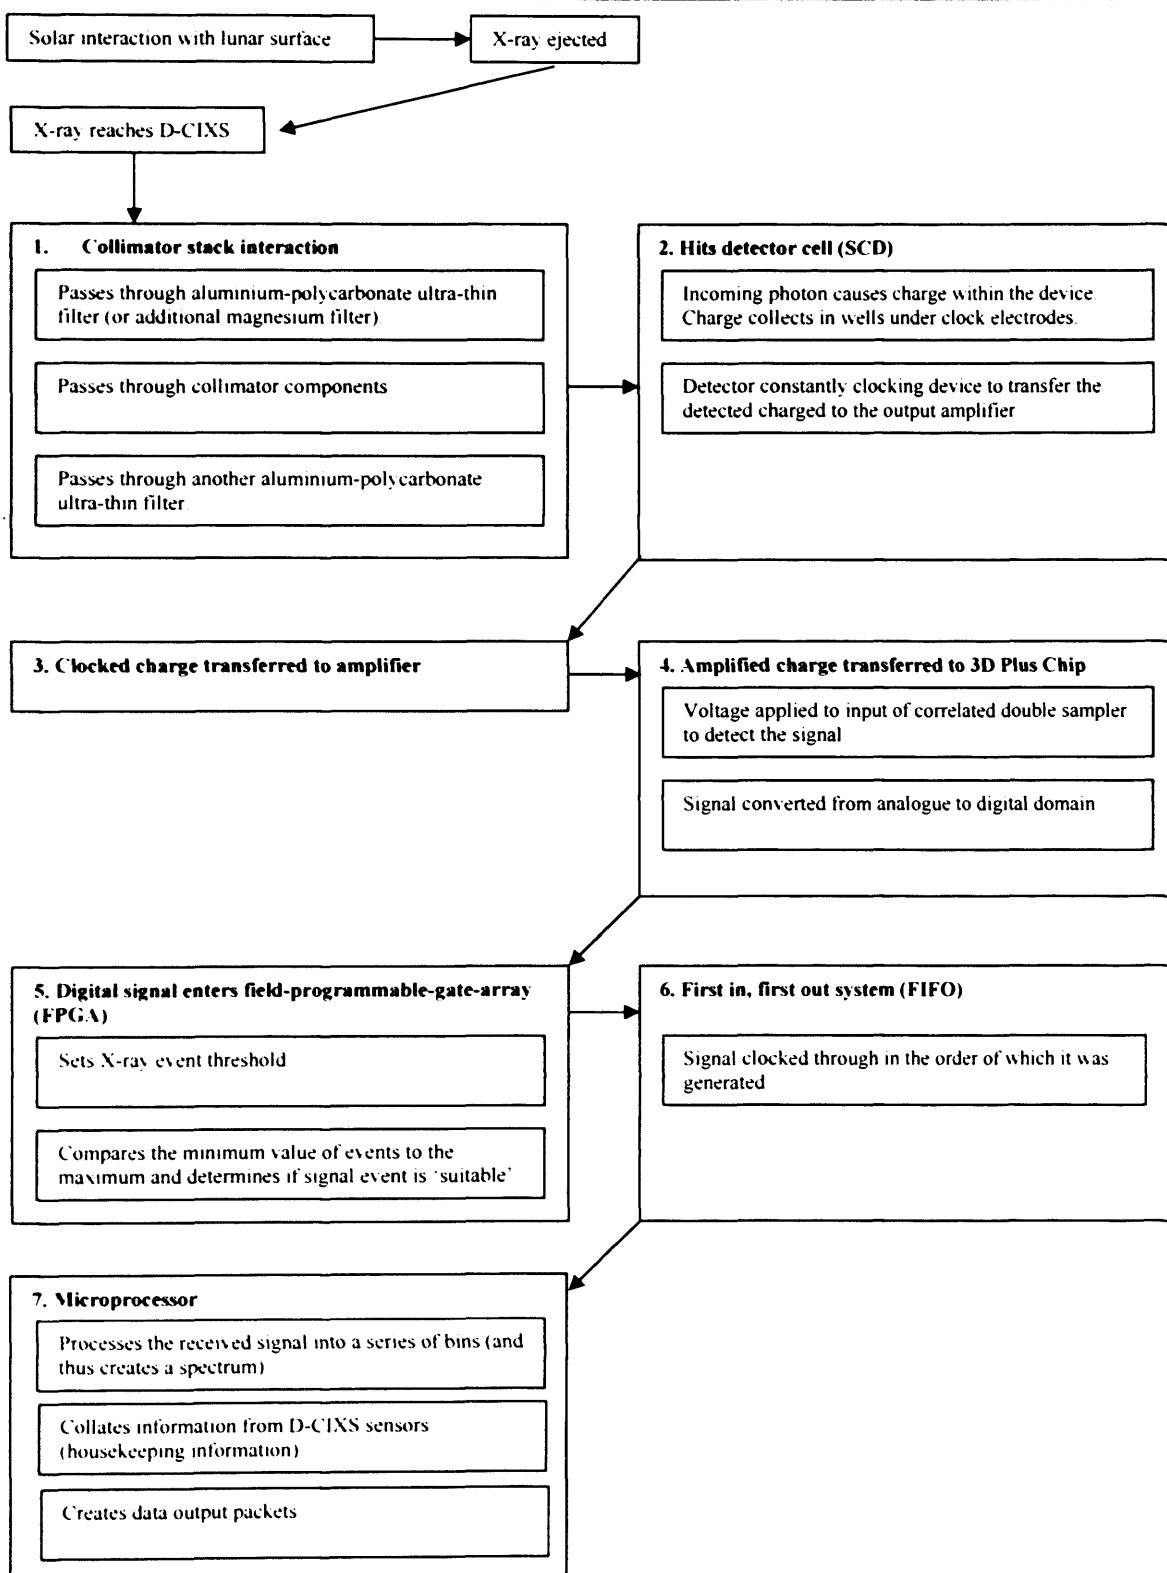 Solar interaction with lunar surface
X-ray ejected
X-ray reaches D-CIXS
1. Collimator stack interaction
Passes through aluminium-polycarbonate ultra-thin
filter (or additional magnesium filter)
Passes through collimator components
Passes through another aluminium-polycarbonate
ultra-thin filter
2. Hits detector cell (SCD)
Incoming photon causes charge within the device.
Charge collects in wells under clock electrodes.
Detector constantly clocking device to transfer the
detected charged to the output amplifier
3. Clocked charge transferred to amplifier
4. Amplified charge transferred to 3D Plus Chip
Voltage applied to input of correlated double sampler
to detect the signal
Signal converted from analogue to digital domain
5. Digital signal enters field-programmable-gate-array
(FPGA)
Sets X-ray event threshold
Compares the minimum value of events to the
maximum and determines if signal event is ‘suitable’
6. First in, first out system (FIFO)
Signal clocked through in the order of which it was
generated
7. Microprocessor
Processes the received signal into a series of bins (and
thus creates a spectrum)
Collates information from D-CIXS sensors
(housekeeping information)
Creates data output packets